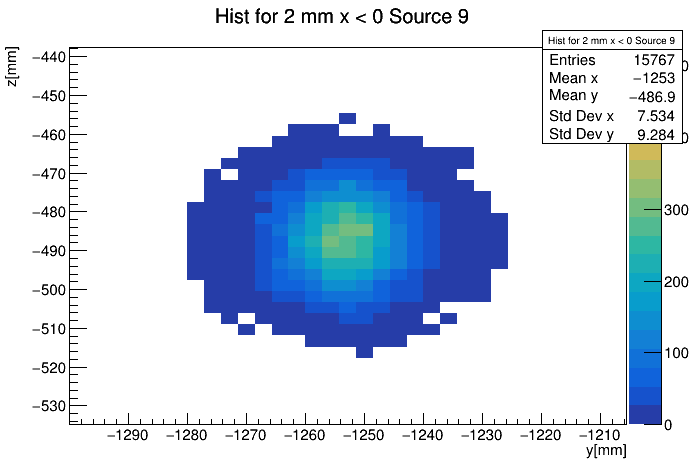 Hist for 2 mm x < 0 Source 9
Hist for 2 mm x < 0 Source 9
Entries 15767
Mean x −1253
Mean y −486.9
Std Dev x 7.534
Std Dev y 9.284
z[mm]
−440
−450
−460
−470
−480
−490
−500
−510
−520
−530
0
0
300
200
100
0
−1290 −1280 −1270 −1260 −1250 −1240 −1230 −1220 −1210
y[mm]